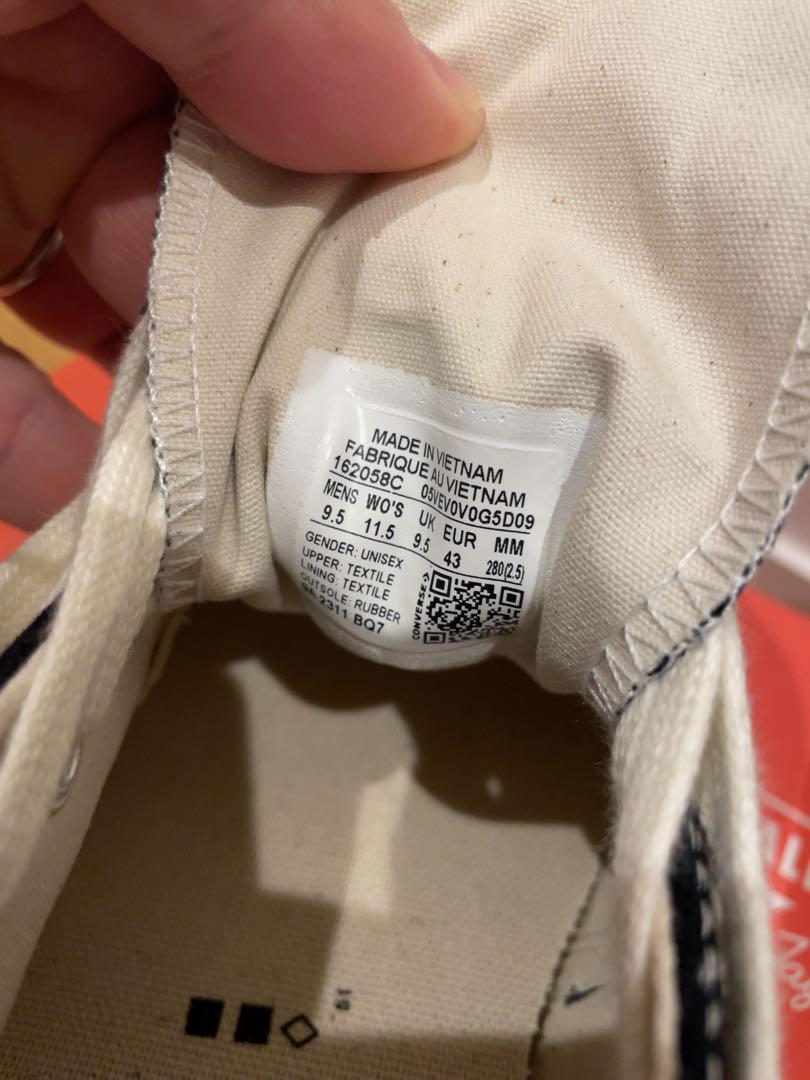 MADE IN VIETNAM
FABRIQUE AU VIETNAM
162058C 05VEV0V0G5D09
MENS WO'S UK EUR MM
9.5 11.5 9.5 43 280(2.5)
GENDER: UNISEX
UPPER: TEXTILE
LINING: TEXTILE
OUTSOLE: RUBBER
2311 BQ7
CONVERSE